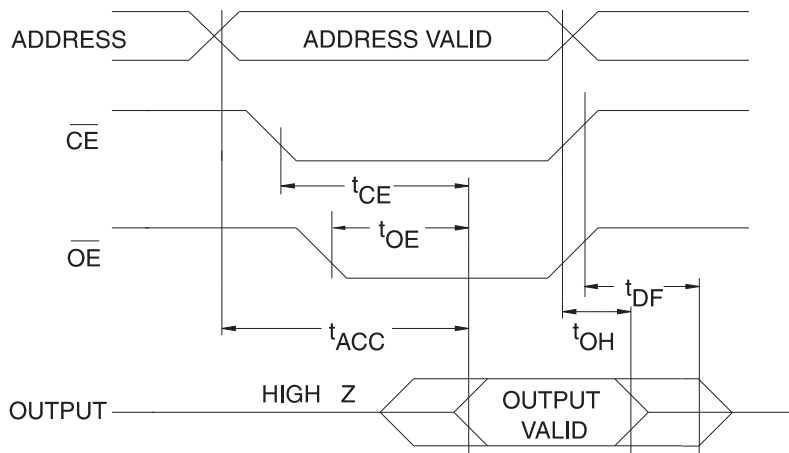 ADDRESS
ADDRESS VALID
CE
tCE
tOE
OE
tDF
tACC
tOH
HIGH Z
OUTPUT
OUTPUT
VALID